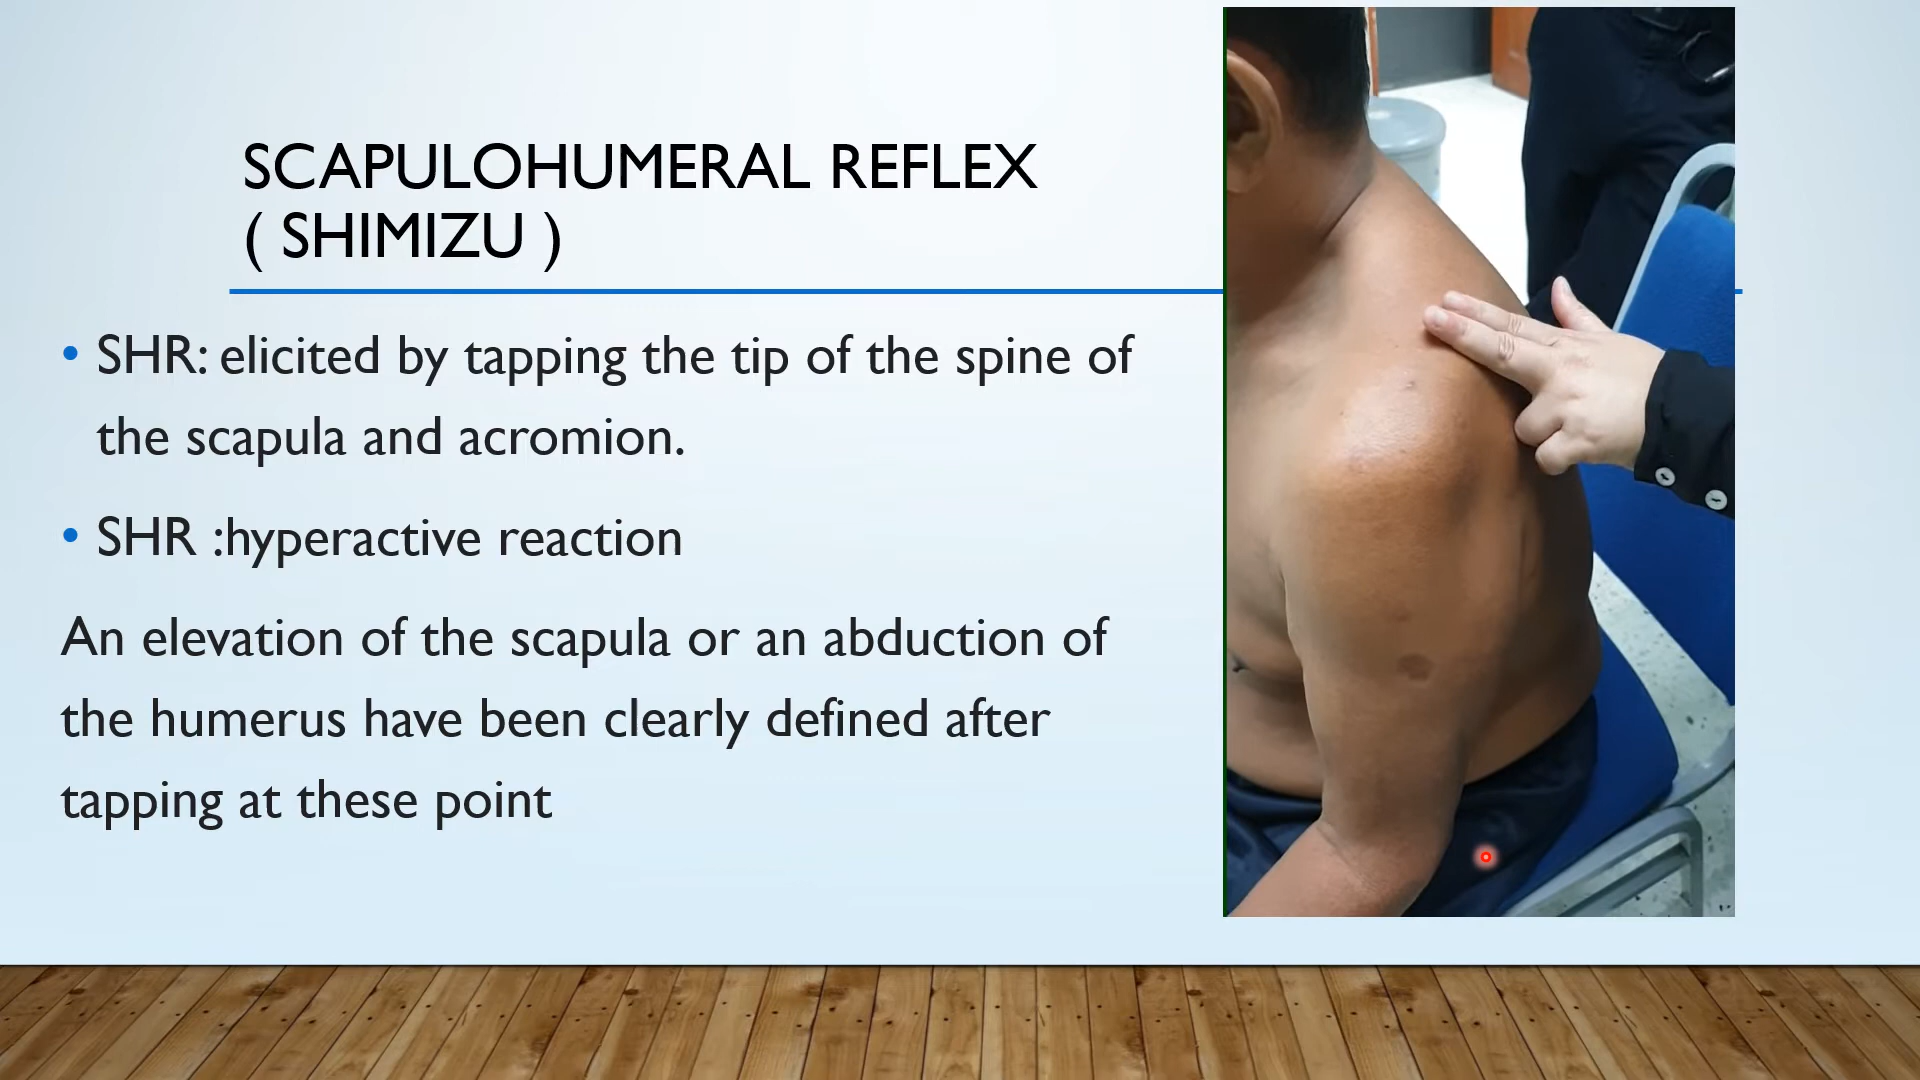 SCAPULOHUMERAL REFLEX
( SHIMIZU )
• SHR: elicited by tapping the tip of the spine of
the scapula and acromion.
• SHR :hyperactive reaction
An elevation of the scapula or an abduction of
the humerus have been clearly defined after
tapping at these point